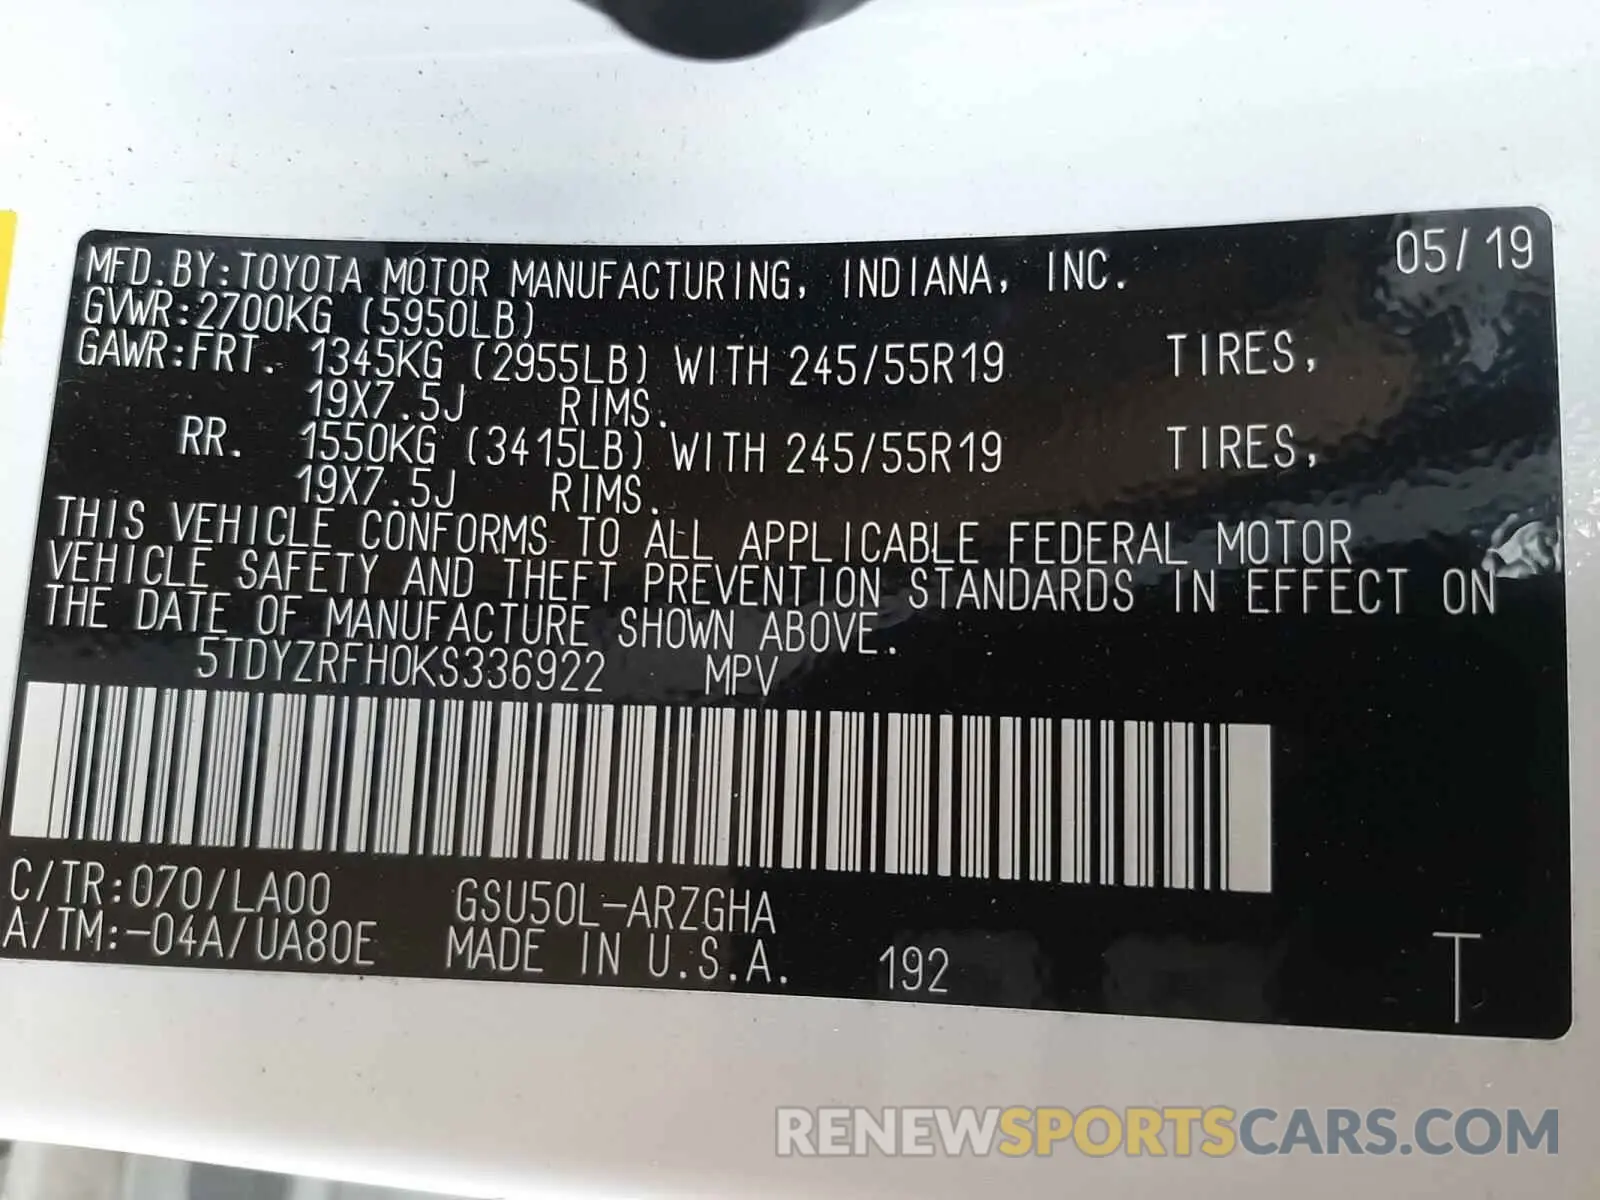 MFD.BY:TOYOTA MOTOR MANUFACTURING, INDIANA, INC. 05/19
GVWR:2700KG (5950LB)
GAWR:FRT. 1345KG (2955LB) WITH 245/55R19 TIRES,
19X7.5J RIMS.
RR. 1550KG (3415LB) WITH 245/55R19 TIRES,
19X7.5J RIMS.
THIS VEHICLE CONFORMS TO ALL APPLICABLE FEDERAL MOTOR
VEHICLE SAFETY AND THEFT PREVENTION STANDARDS IN EFFECT ON
THE DATE OF MANUFACTURE SHOWN ABOVE.
5TDYZRFH0KS336922 MPV
C/TR:070/LA00 GSU50L-ARZGHA
A/TM:-04A/UA80E MADE IN U.S.A. 192 T
RENEWSPORTSCARS.COM